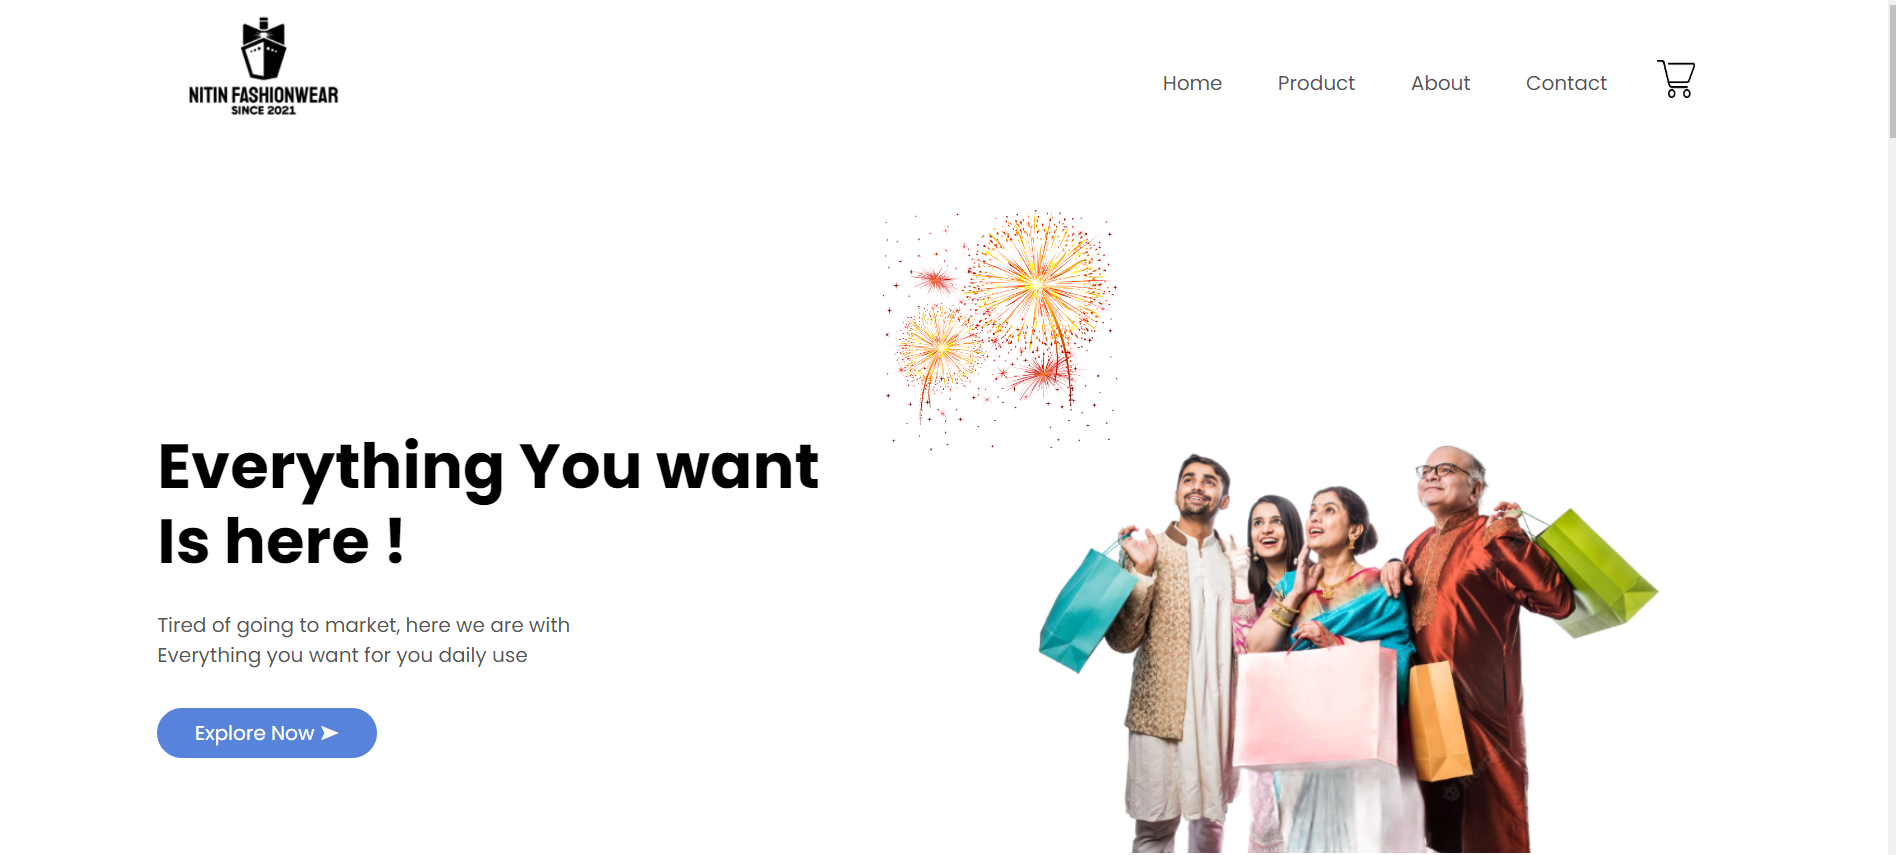 NITIN FASHIONWEAR
SINCE 2021
Home Product About Contact
Everything You want
Is here !
Tired of going to market, here we are with
Everything you want for you daily use
Explore Now ➤